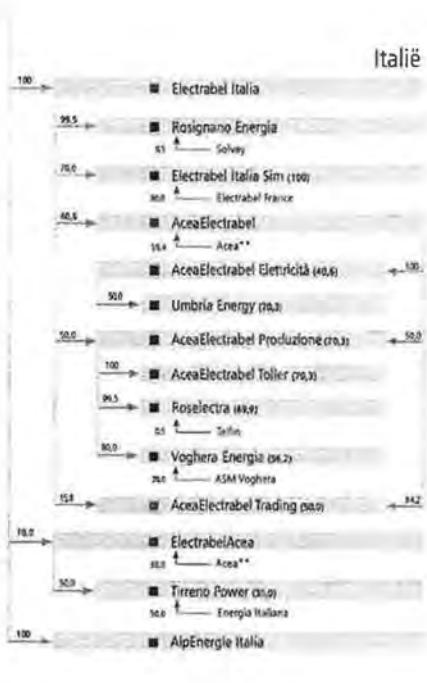 Italië
100
Electrabel Italia
99,5
Rosignano Energia
0,5 Solvay
70,0
Electrabel Italia Sim (100)
30,0 Electrabel France
40,6
AceaElectrabel
59,4 Acea**
AceaElectrabel Elettricità (40,6) 100
50,0
Umbria Energy (20,3)
50,0
AceaElectrabel Produzione (70,3) 50,0
100
AceaElectrabel Toller (70,3)
99,5
Roselectra (69,9)
0,5
80,0
Voghera Energia (56,2)
20,0 ASM Voghera
15,8
AceaElectrabel Trading (50,0) 84,2
70,0
ElectrabelAcea
30,0 Acea**
50,0
Tirreno Power (35,0)
50,0 Energia Italiana
100
AlpEnergie Italia